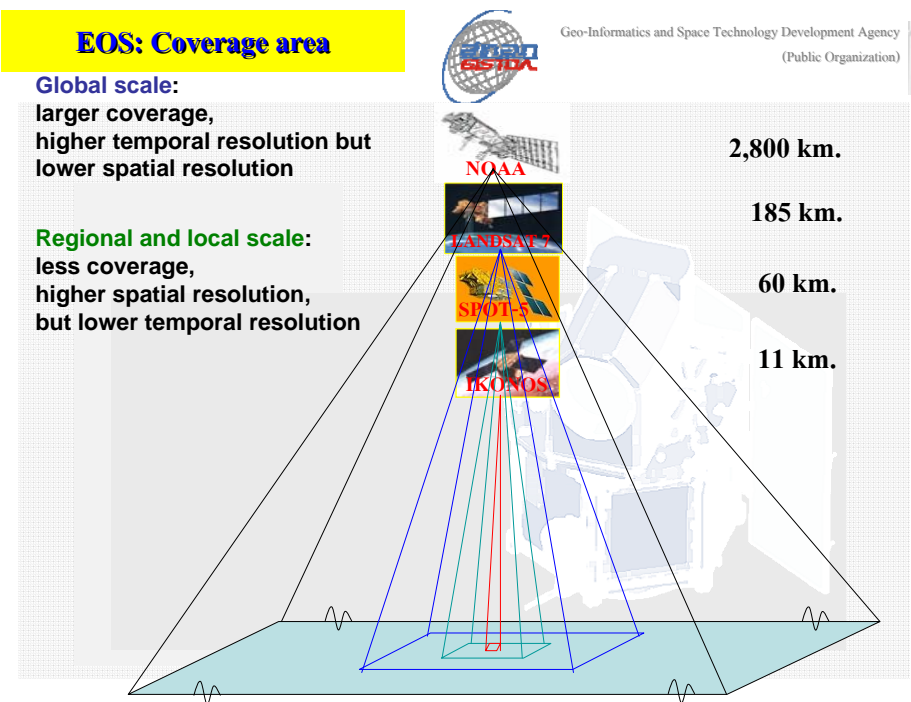 EOS: Coverage area
GISTDA
Geo-Informatics and Space Technology Development Agency
(Public Organization)
Global scale:
larger coverage,
higher temporal resolution but
lower spatial resolution
Regional and local scale:
less coverage,
higher spatial resolution,
but lower temporal resolution
NOAA
2,800 km.
LANDSAT 7
185 km.
SPOT-5
60 km.
IKONOS
11 km.